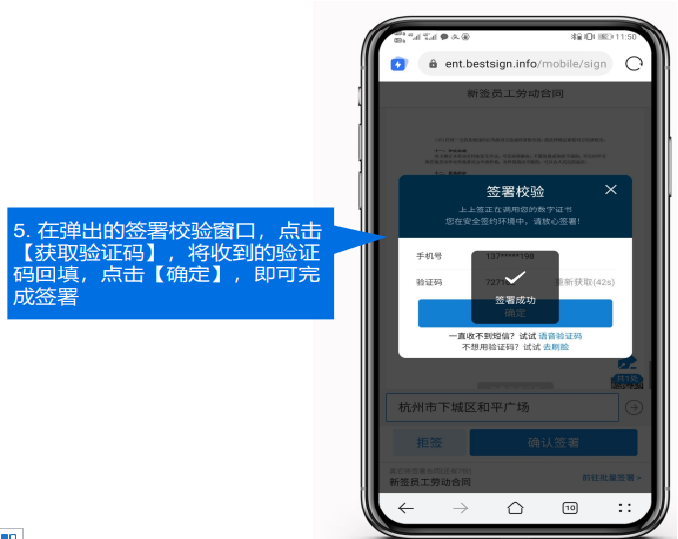 11:50
ent.bestsign.info/mobile/sign
新签员工劳动合同
签署校验
上上签正在调用您的数字证书
您在安全签约环境中,请放心签署!
5. 在弹出的签署校验窗口,点击
【获取验证码】,将收到的验证
码回填,点击【确定】,即可完
成签署
手机号 137*****198
验证码 重新获取(42s)
签署成功
确定
一直收不到短信?试试 语音验证码
不想用验证码?试试 去刷脸
杭州市下城区和平广场
拒签 确认签署
新签员工劳动合同 前往批量签署»
10